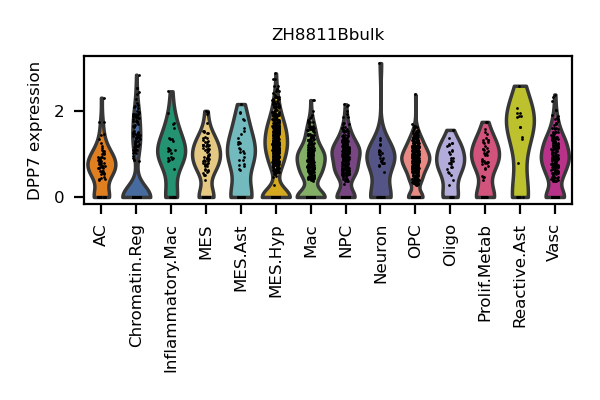 ZH8811Bbulk
DPP7 expression
2
0
AC
Chromatin.Reg
Inflammatory.Mac
MES
MES.Ast
MES.Hyp
Mac
NPC
Neuron
OPC
Oligo
Prolif.Metab
Reactive.Ast
Vasc